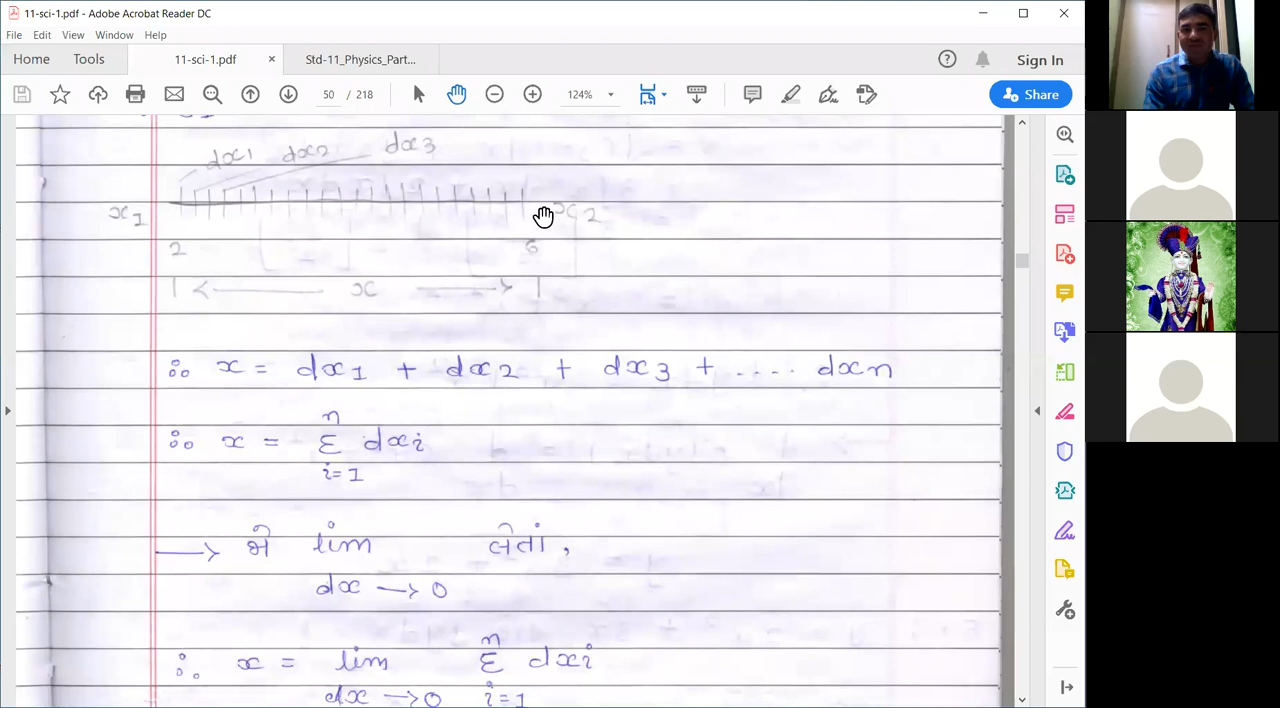 11-sci-1.pdf - Adobe Acrobat Reader DC
File Edit View Window Help
Home Tools 11-sci-1.pdf × Std-11_Physics_Part... Sign In
50 / 218 124% Share
dx1 dx2 dx3
x1 x2
2 6
x
∴ x = dx1 + dx2 + dx3 + .... dxn
n
∴ x = Σ dxi
i=1
→ જો lim લેતાં,
dx → 0
n
∴ x = lim Σ dxi
dx → 0 i=1